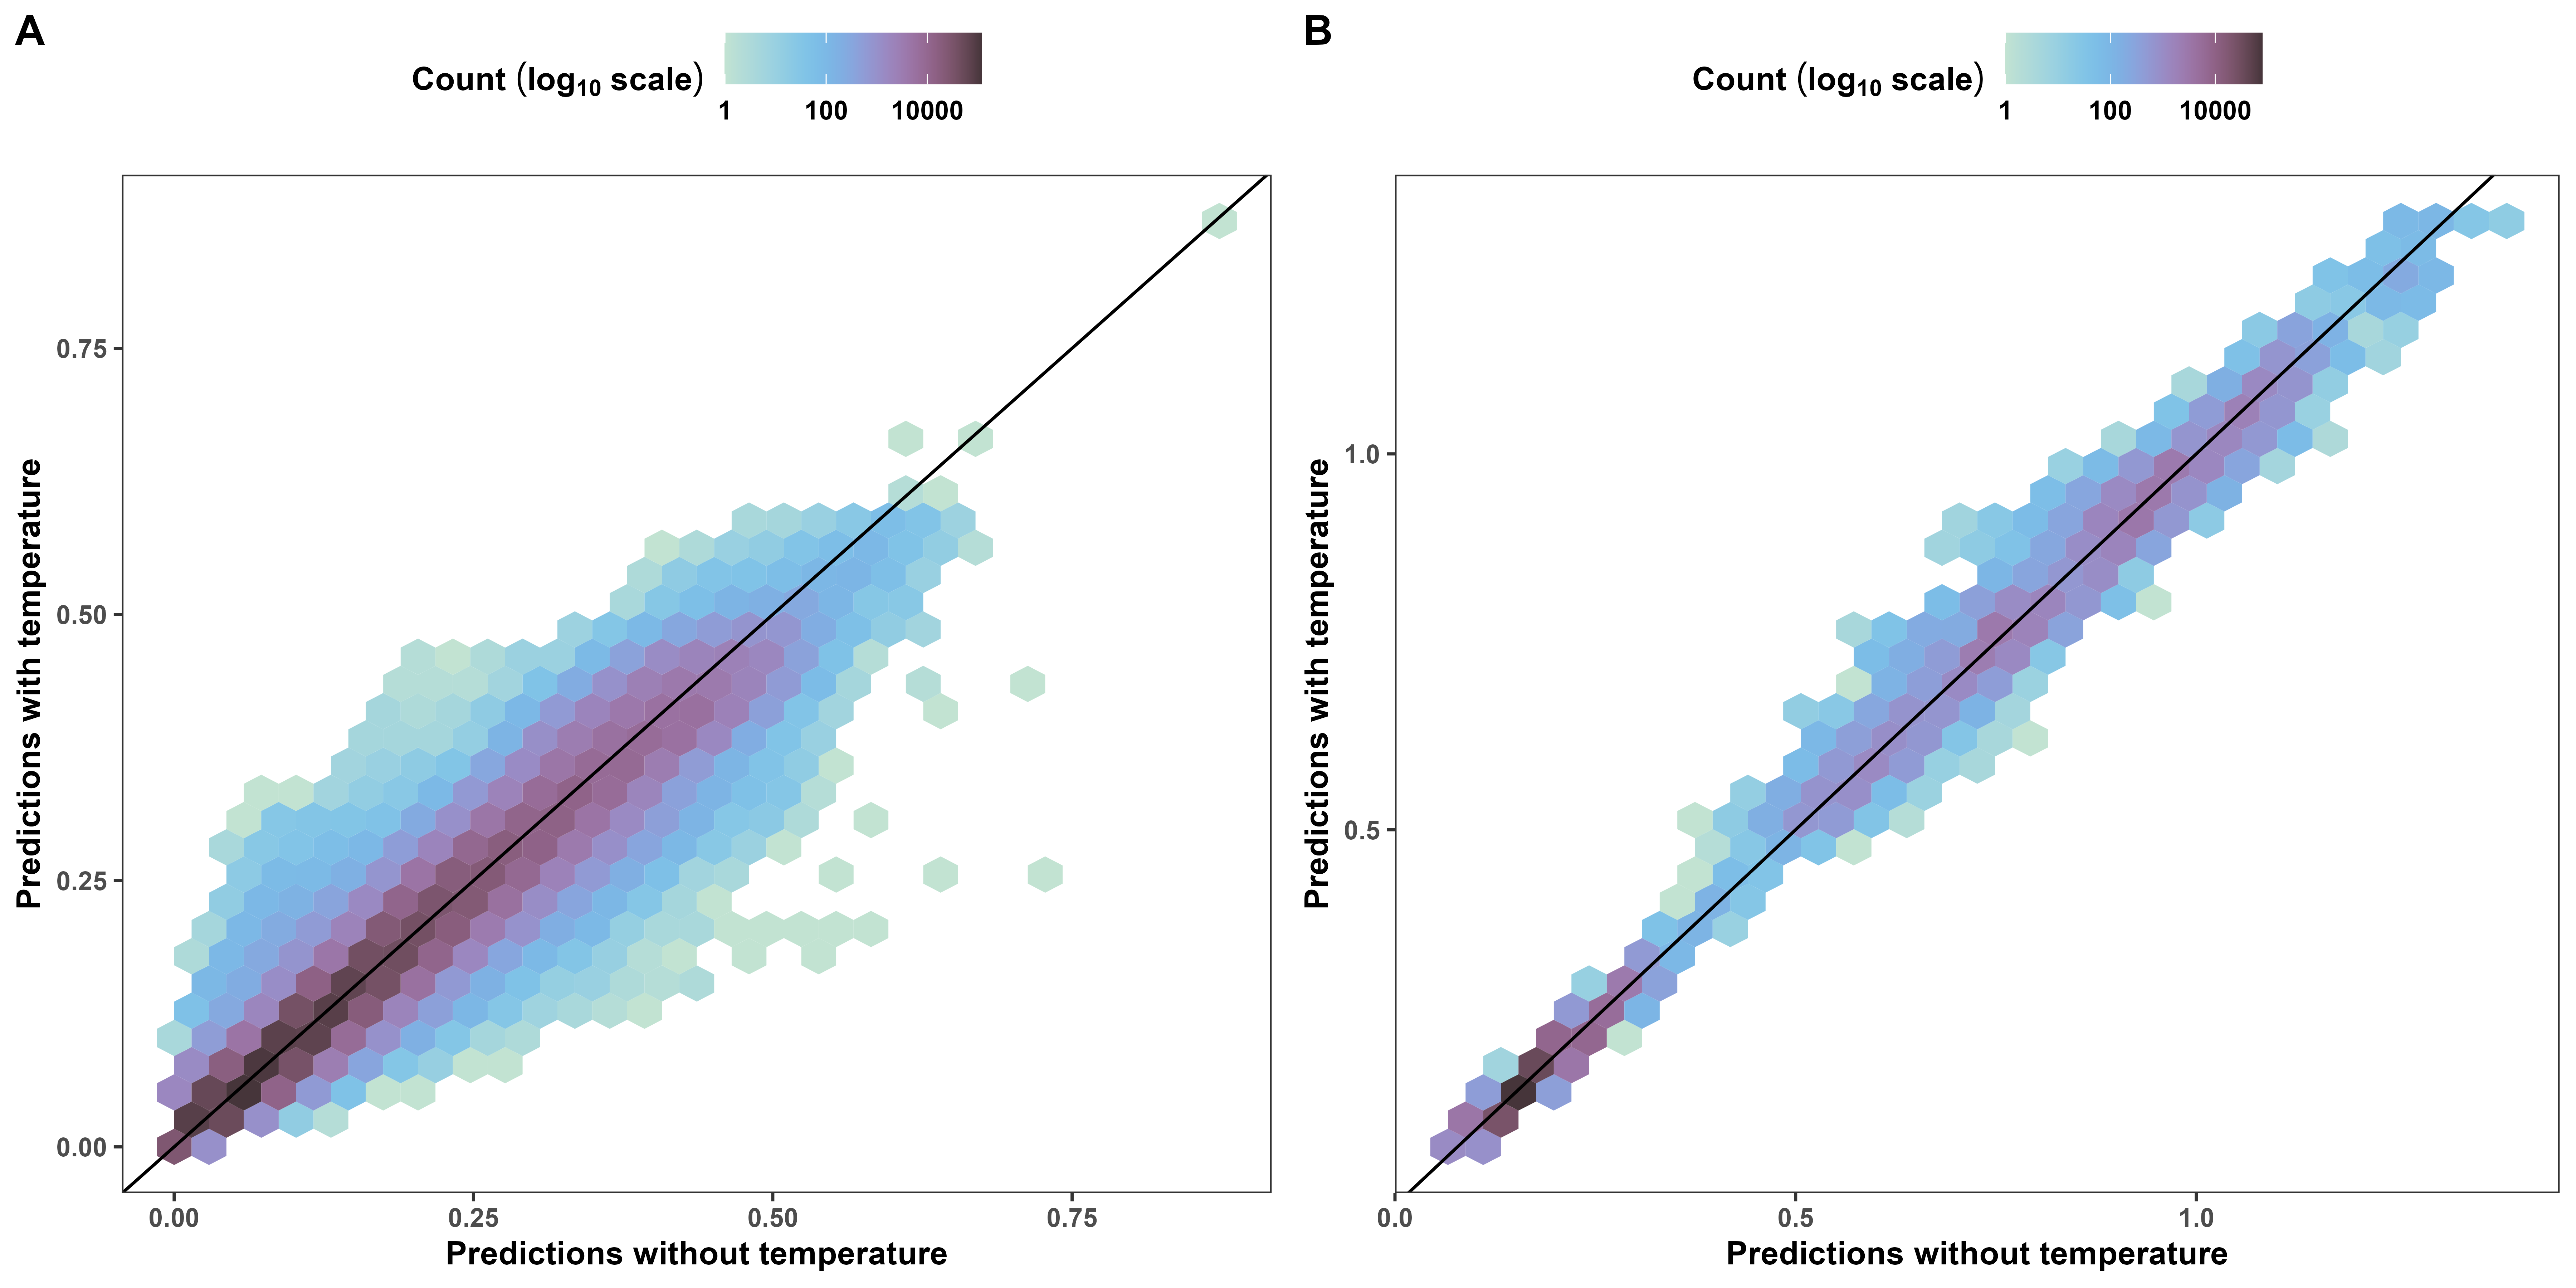 A
Count (log10 scale)
1 100 10000
Predictions with temperature
0.75
0.50
0.25
0.00
0.00 0.25 0.50 0.75
Predictions without temperature
B
Count (log10 scale)
1 100 10000
Predictions with temperature
1.0
0.5
0.0 0.5 1.0
Predictions without temperature